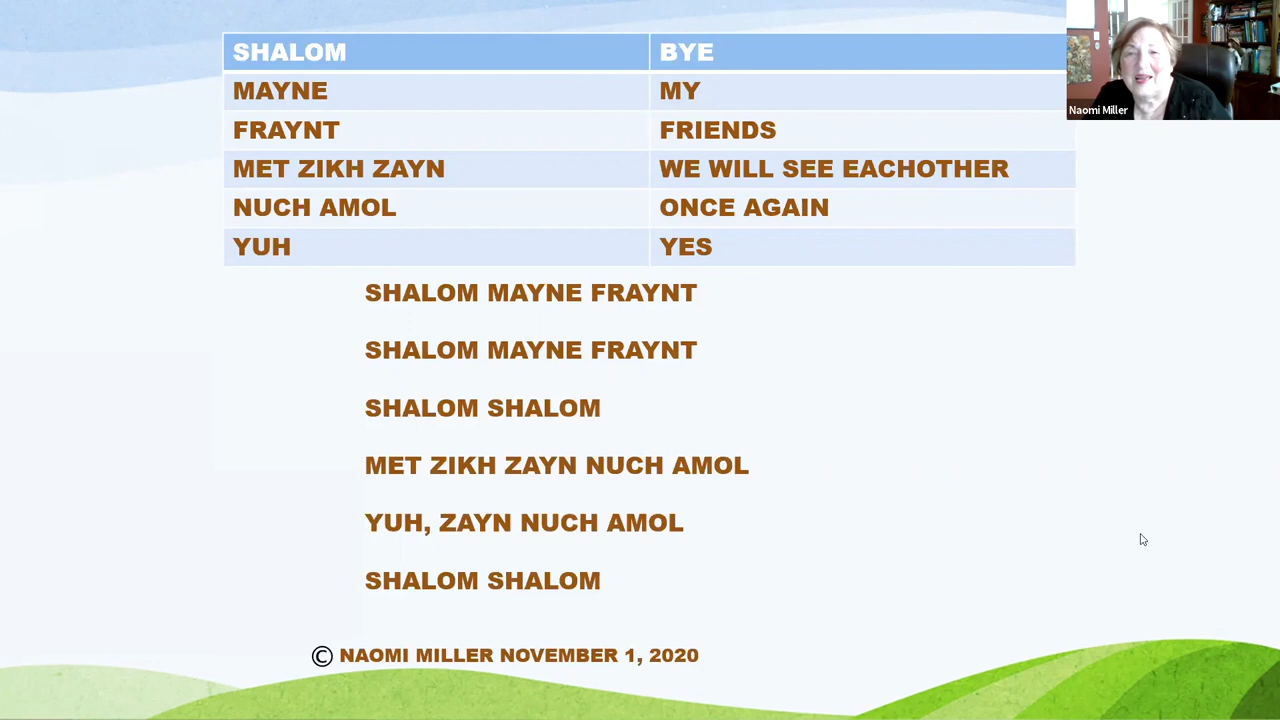 SHALOM BYE
MAYNE MY
FRAYNT FRIENDS
MET ZIKH ZAYN WE WILL SEE EACHOTHER
NUCH AMOL ONCE AGAIN
YUH YES
SHALOM MAYNE FRAYNT
SHALOM MAYNE FRAYNT
SHALOM SHALOM
MET ZIKH ZAYN NUCH AMOL
YUH, ZAYN NUCH AMOL
SHALOM SHALOM
© NAOMI MILLER NOVEMBER 1, 2020
Naomi Miller